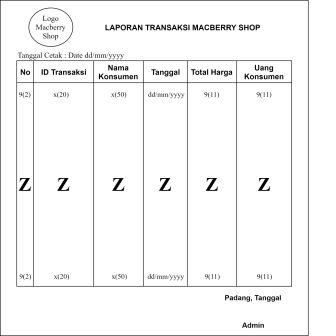 Logo
Macberry
Shop
LAPORAN TRANSAKSI MACBERRY SHOP
Tanggal Cetak : Date dd/mm/yyyy
No ID Transaksi Nama Konsumen Tanggal Total Harga Uang Konsumen
9(2) x(20) x(50) dd/mm/yyyy 9(11) 9(11)
Z Z Z Z Z Z
9(2) x(20) x(50) dd/mm/yyyy 9(11) 9(11)
Padang, Tanggal
Admin